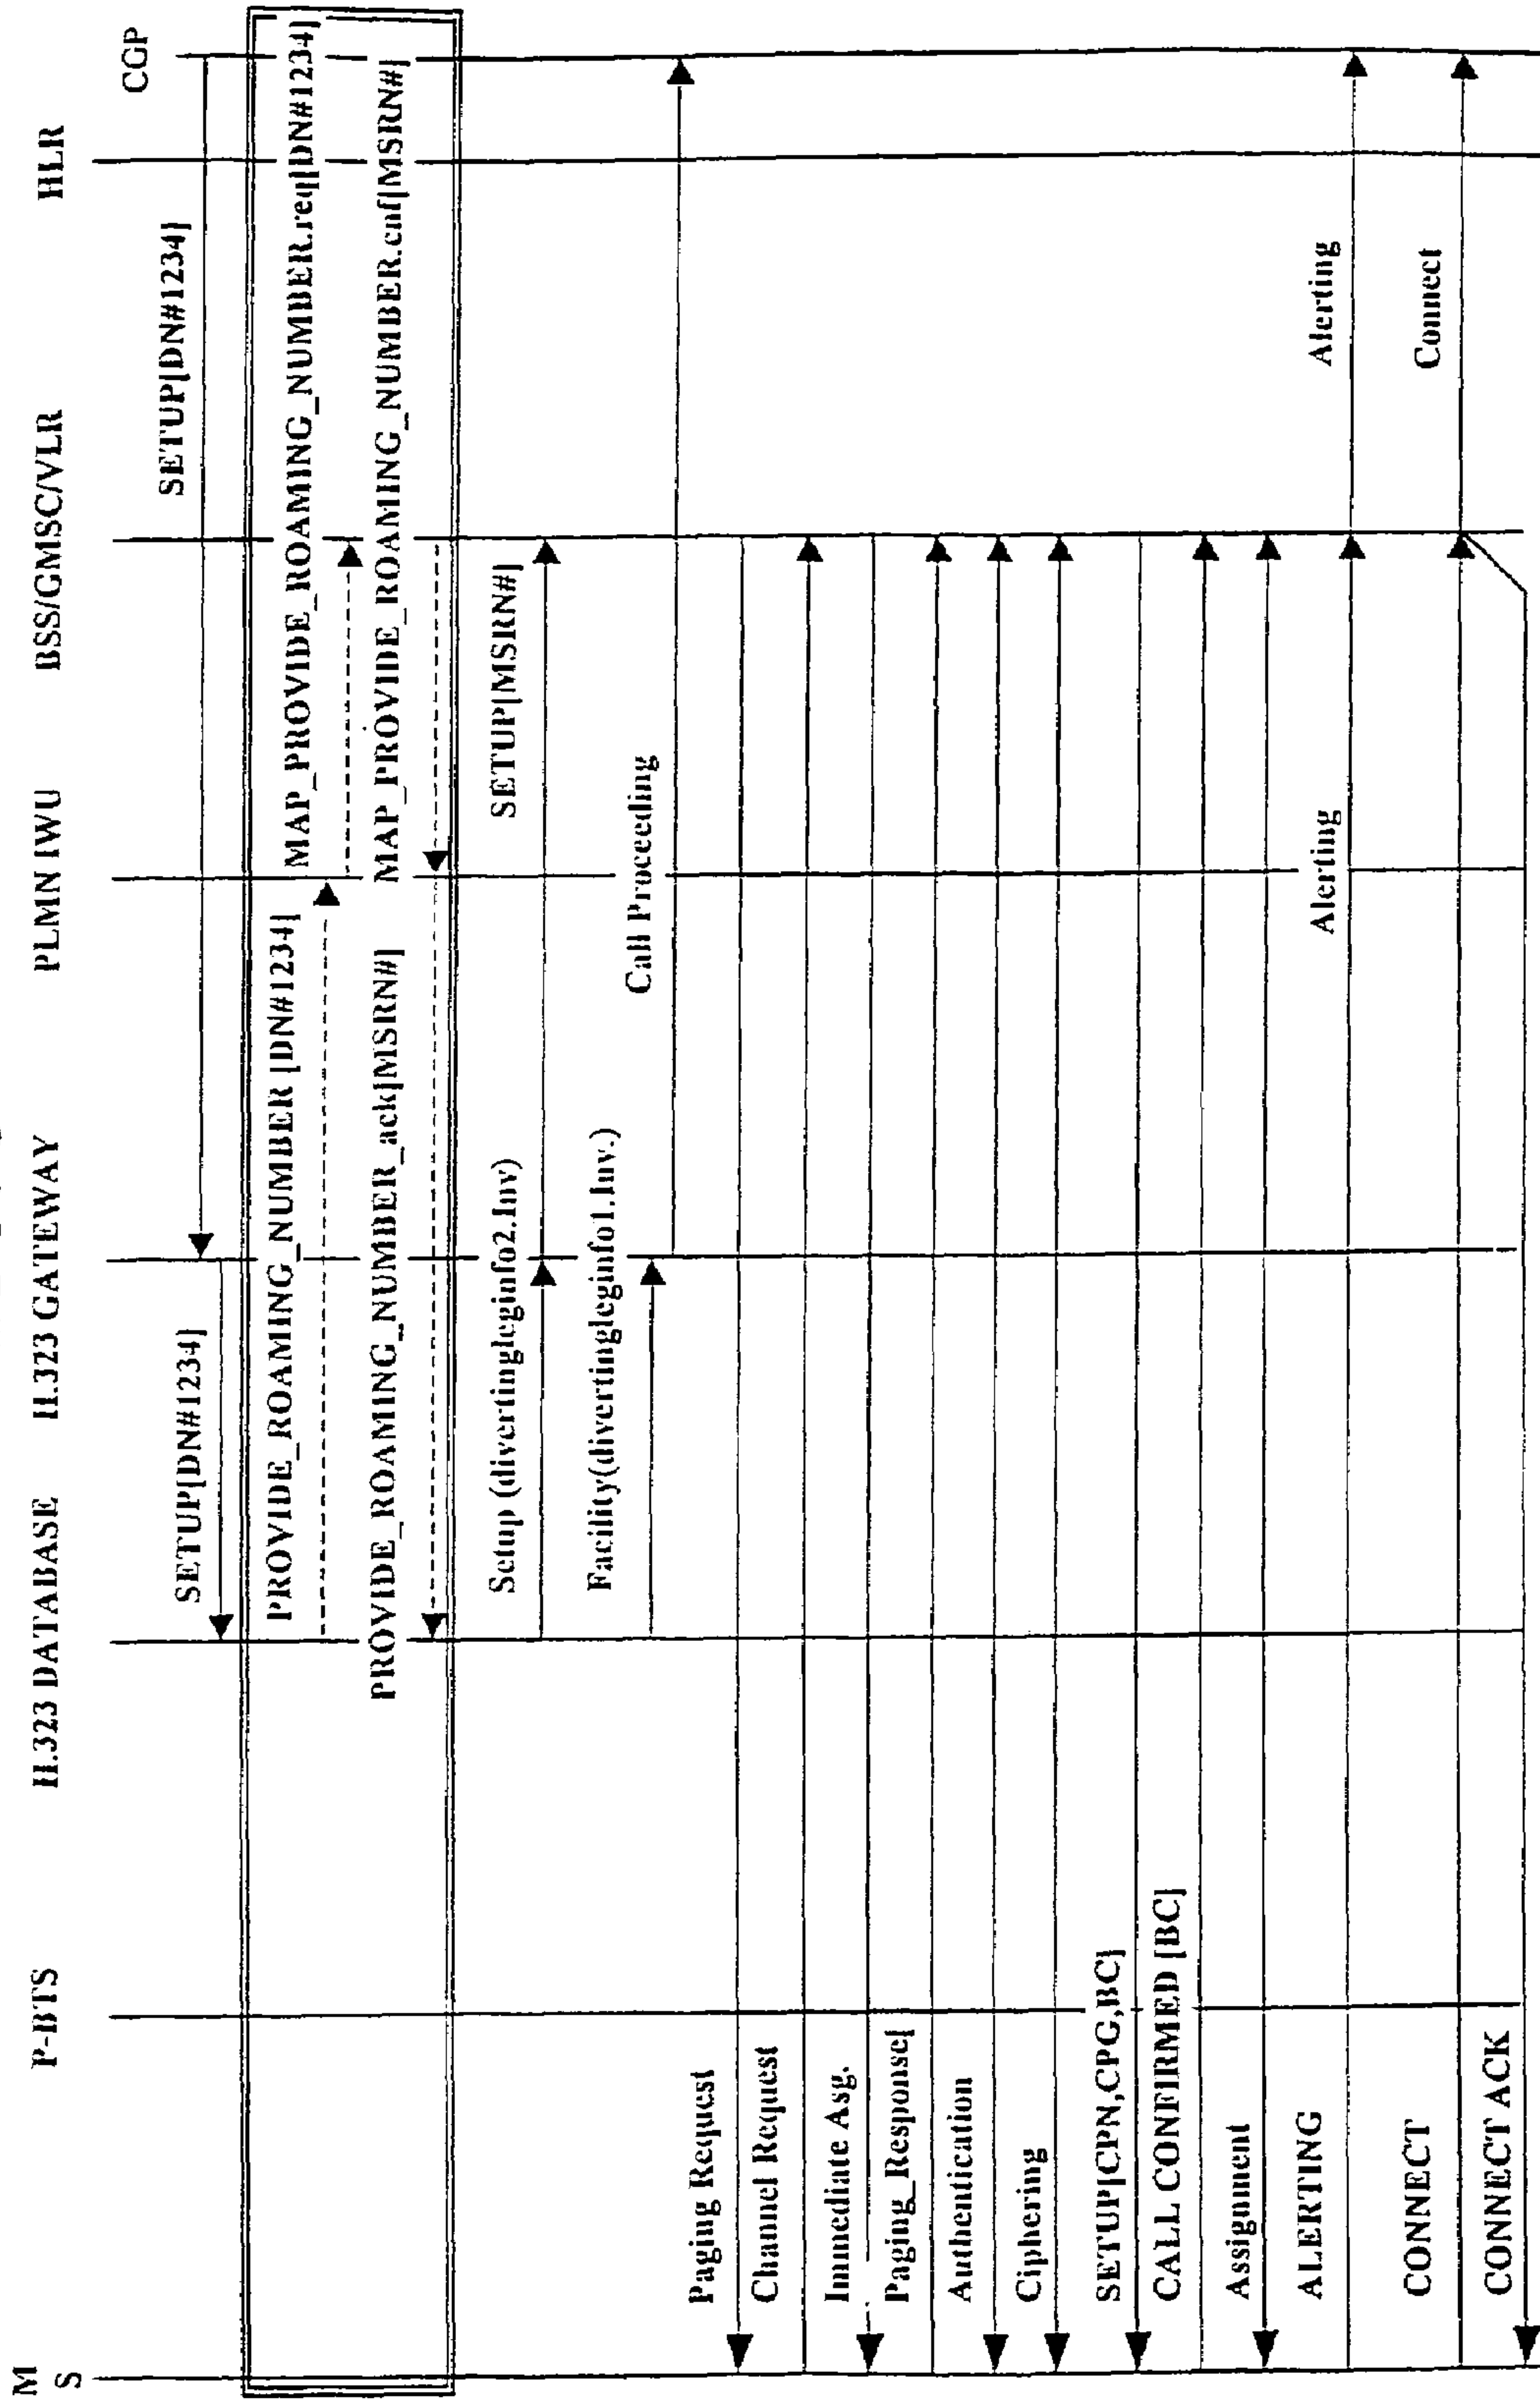 MS
P-BTS
H.323 DATABASE
H.323 GATEWAY
PLMN IWU
BSS/GMSC/VLR
HLR
CGP
SETUP[DN#1234]
SETUP[DN#1234]
PROVIDE_ROAMING_NUMBER [DN#1234]
MAP_PROVIDE_ROAMING_NUMBER.req[DN#1234]
PROVIDE_ROAMING_NUMBER_ack[MSRN#]
MAP_PROVIDE_ROAMING_NUMBER.cnf[MSRN#]
Setup (divertingleginfo2.Inv)
SETUP[MSRN#]
Facility(divertingleginfo1.Inv.)
Call Proceeding
Paging Request
Channel Request
Immediate Asg.
Paging_Response[
Authentication
Ciphering
SETUP[CPN,CPG,BC]
CALL CONFIRMED [BC]
Assignment
ALERTING
Alerting
Alerting
CONNECT
Connect
CONNECT ACK